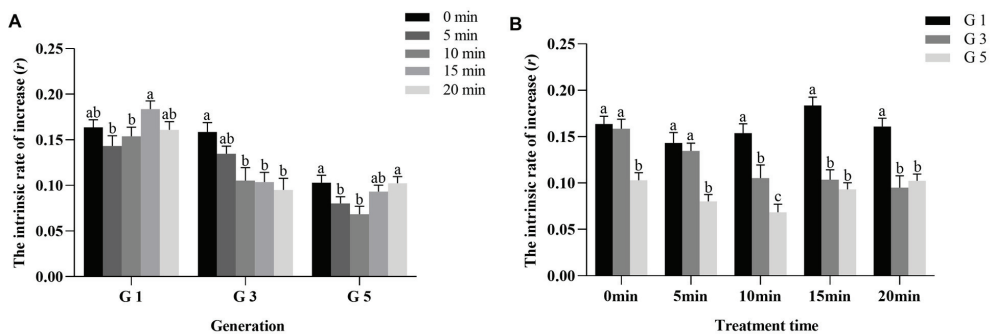 A
The intrinsic rate of increase (r)
0.25
0.20
0.15
0.10
0.05
0.00
ab b b a ab
a ab b b b
a b b ab a
G 1 G 3 G 5
Generation
0 min
5 min
10 min
15 min
20 min
B
The intrinsic rate of increase (r)
0.25
0.20
0.15
0.10
0.05
0.00
a a b
a a b
a b c
a b b
a b b
0min 5min 10min 15min 20min
Treatment time
G 1
G 3
G 5